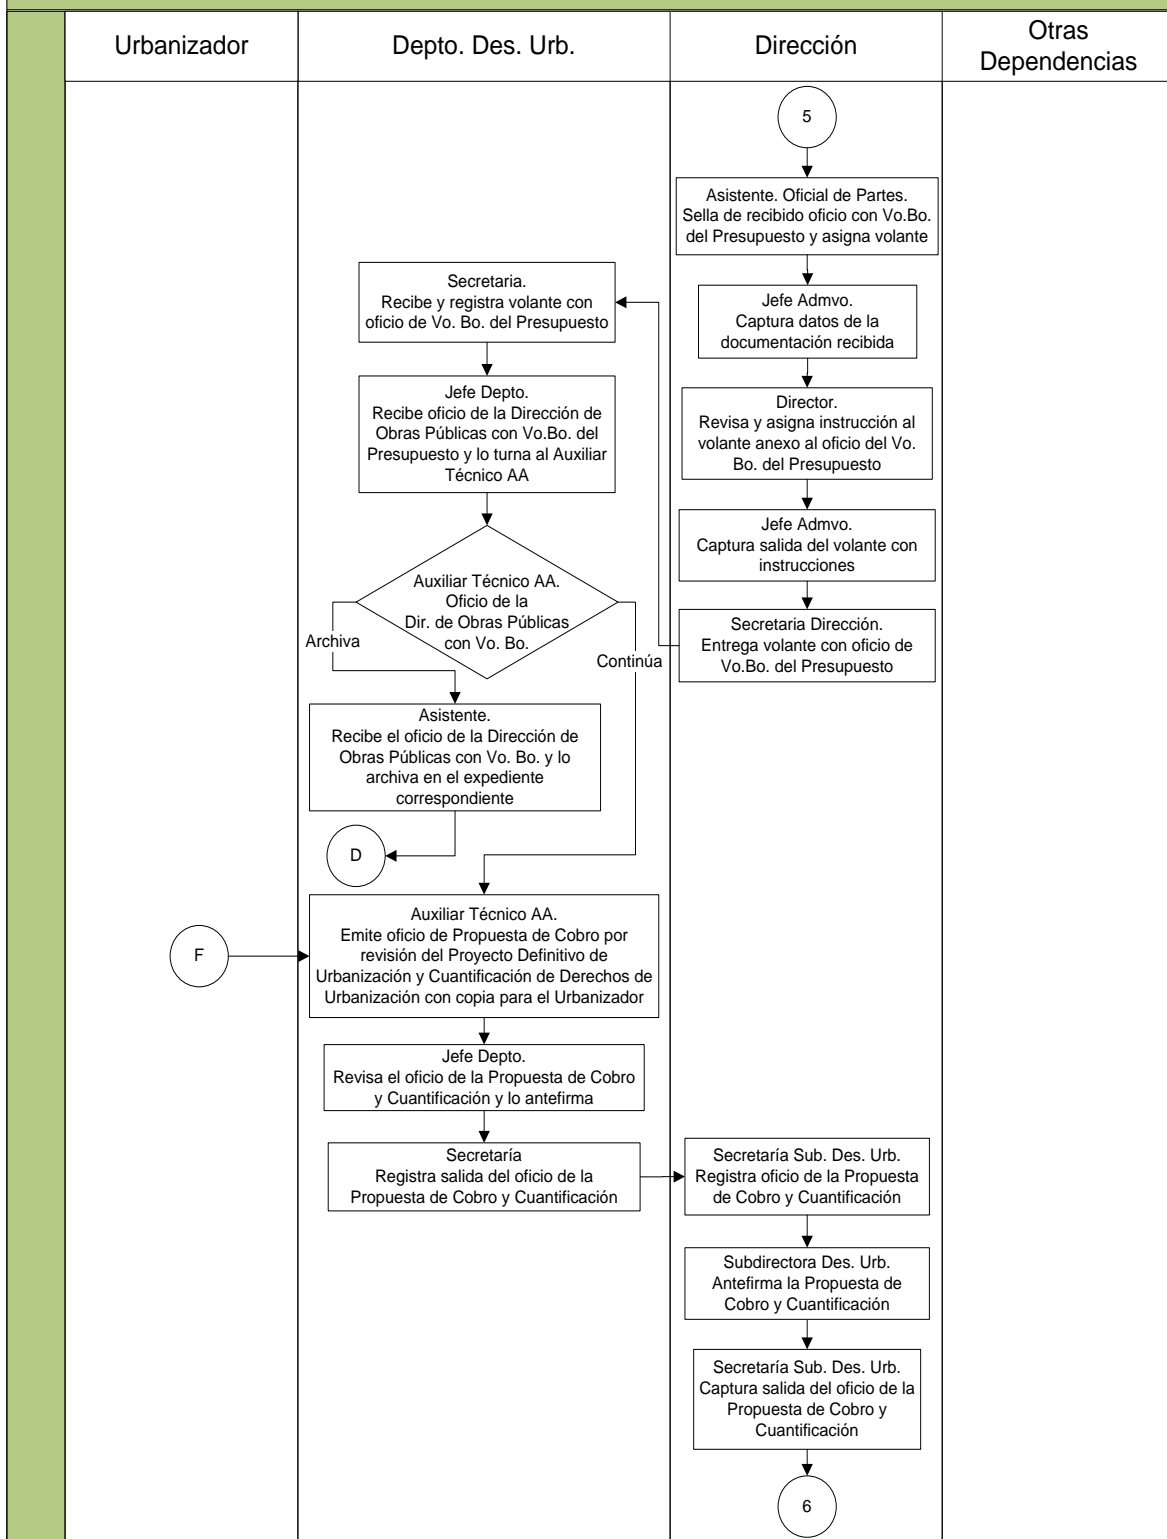 Urbanizador
Depto. Des. Urb.
Dirección
Otras
Dependencias
5
Asistente. Oficial de Partes.
Sella de recibido oficio con Vo.Bo.
del Presupuesto y asigna volante
Secretaria.
Recibe y registra volante con
oficio de Vo. Bo. del Presupuesto
Jefe Admvo.
Captura datos de la
documentación recibida
Jefe Depto.
Recibe oficio de la Dirección de
Obras Públicas con Vo.Bo. del
Presupuesto y lo turna al Auxiliar
Técnico AA
Director.
Revisa y asigna instrucción al
volante anexo al oficio del Vo.
Bo. del Presupuesto
Jefe Admvo.
Captura salida del volante con
instrucciones
Auxiliar Técnico AA.
Oficio de la
Dir. de Obras Públicas
con Vo. Bo.
Archiva
Continúa
Secretaria Dirección.
Entrega volante con oficio de
Vo.Bo. del Presupuesto
Asistente.
Recibe el oficio de la Dirección de
Obras Públicas con Vo. Bo. y lo
archiva en el expediente
correspondiente
D
F
Auxiliar Técnico AA.
Emite oficio de Propuesta de Cobro por
revisión del Proyecto Definitivo de
Urbanización y Cuantificación de Derechos de
Urbanización con copia para el Urbanizador
Jefe Depto.
Revisa el oficio de la Propuesta de Cobro
y Cuantificación y lo antefirma
Secretaría
Registra salida del oficio de la
Propuesta de Cobro y Cuantificación
Secretaría Sub. Des. Urb.
Registra oficio de la Propuesta
de Cobro y Cuantificación
Subdirectora Des. Urb.
Antefirma la Propuesta de
Cobro y Cuantificación
Secretaría Sub. Des. Urb.
Captura salida del oficio de la
Propuesta de Cobro y
Cuantificación
6